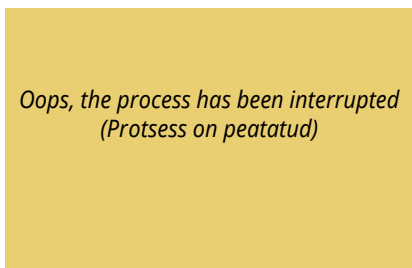 Oops, the process has been interrupted
(Protsess on peatatud)